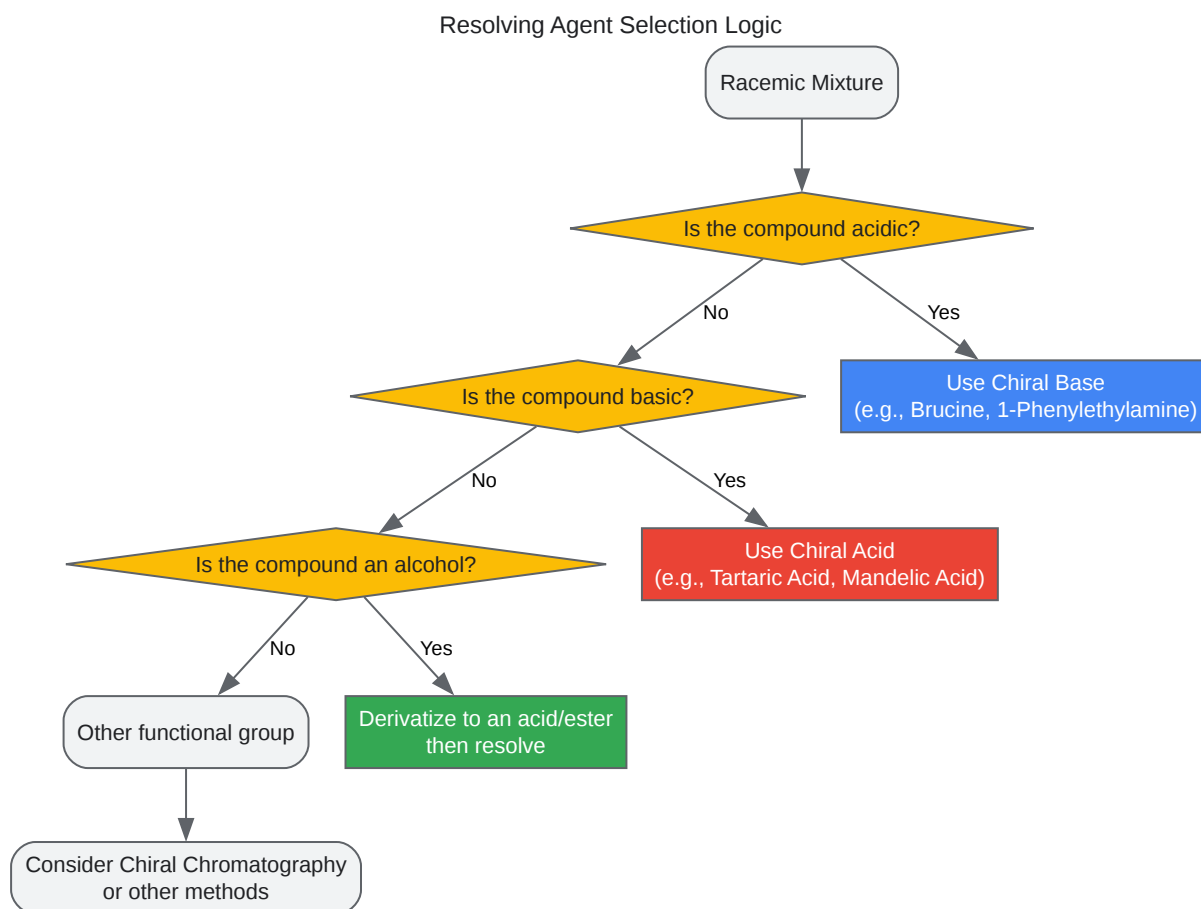 Resolving Agent Selection Logic
Racemic Mixture
Is the compound acidic?
No
Yes
Is the compound basic?
Use Chiral Base
(e.g., Brucine, 1-Phenylethylamine)
No
Yes
Is the compound an alcohol?
Use Chiral Acid
(e.g., Tartaric Acid, Mandelic Acid)
No
Yes
Other functional group
Derivatize to an acid/ester
then resolve
Consider Chiral Chromatography
or other methods